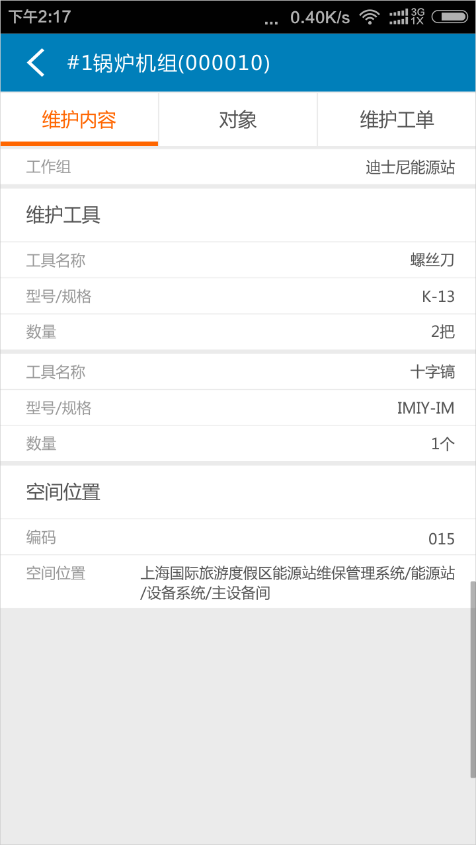 下午2:17
... 0.40K/s 3G 1X
#1锅炉机组(000010)
维护内容 对象 维护工单
工作组 迪士尼能源站
维护工具
工具名称 螺丝刀
型号/规格 K-13
数量 2把
工具名称 十字镐
型号/规格 IMIY-IM
数量 1个
空间位置
编码 015
空间位置 上海国际旅游度假区能源站维保管理系统/能源站
/设备系统/主设备间